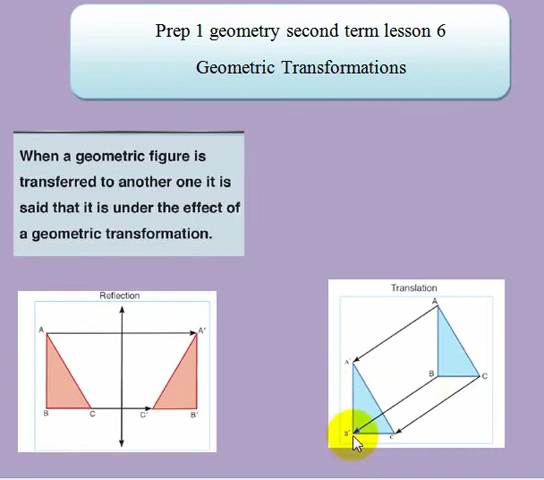 Prep 1 geometry second term lesson 6
Geometric Transformations
When a geometric figure is
transferred to another one it is
said that it is under the effect of
a geometric transformation.
Reflection
A A'
B C C' B'
Translation
A
A'
B C
B' C'